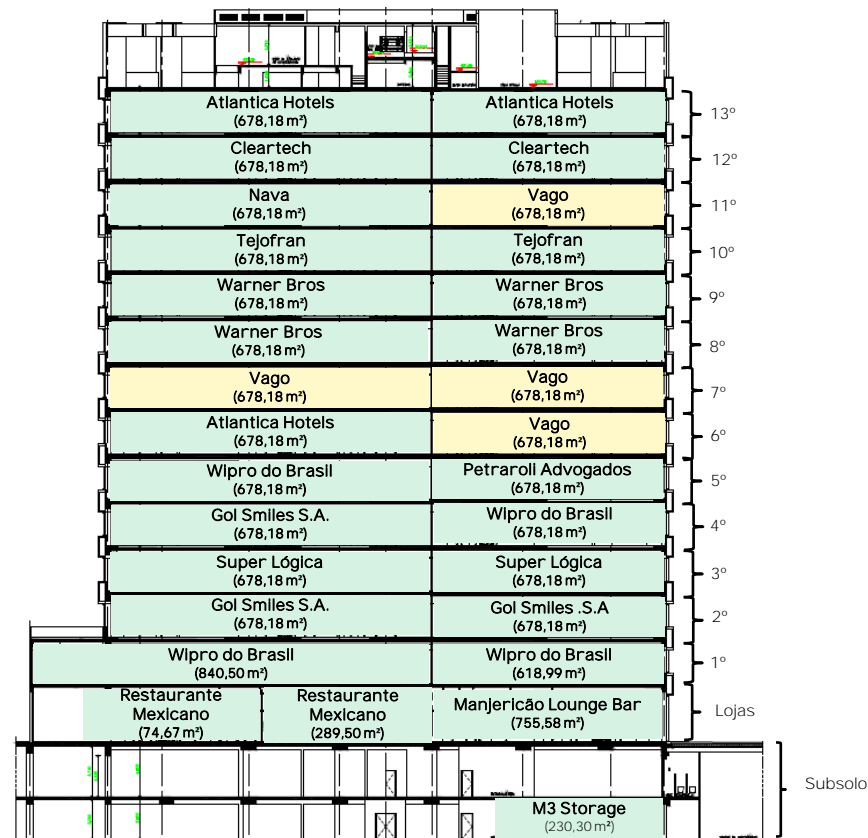 Atlantica Hotels
(678,18 m²)
Atlantica Hotels
(678,18 m²)
13º
Cleartech
(678,18 m²)
Cleartech
(678,18 m²)
12º
Nava
(678,18 m²)
Vago
(678,18 m²)
11º
Tejofran
(678,18 m²)
Tejofran
(678,18 m²)
10º
Warner Bros
(678,18 m²)
Warner Bros
(678,18 m²)
9º
Warner Bros
(678,18 m²)
Warner Bros
(678,18 m²)
8º
Vago
(678,18 m²)
Vago
(678,18 m²)
7º
Atlantica Hotels
(678,18 m²)
Vago
(678,18 m²)
6º
Wipro do Brasil
(678,18 m²)
Petraroli Advogados
(678,18 m²)
5º
Gol Smiles S.A.
(678,18 m²)
Wipro do Brasil
(678,18 m²)
4º
Super Lógica
(678,18 m²)
Super Lógica
(678,18 m²)
3º
Gol Smiles S.A.
(678,18 m²)
Gol Smiles .S.A
(678,18 m²)
2º
Wipro do Brasil
(840,50 m²)
Wipro do Brasil
(618,99 m²)
1º
Restaurante
Mexicano
(74,67 m²)
Restaurante
Mexicano
(289,50 m²)
Manjericão Lounge Bar
(755,58 m²)
Lojas
Subsolo
M3 Storage
(230,30 m²)